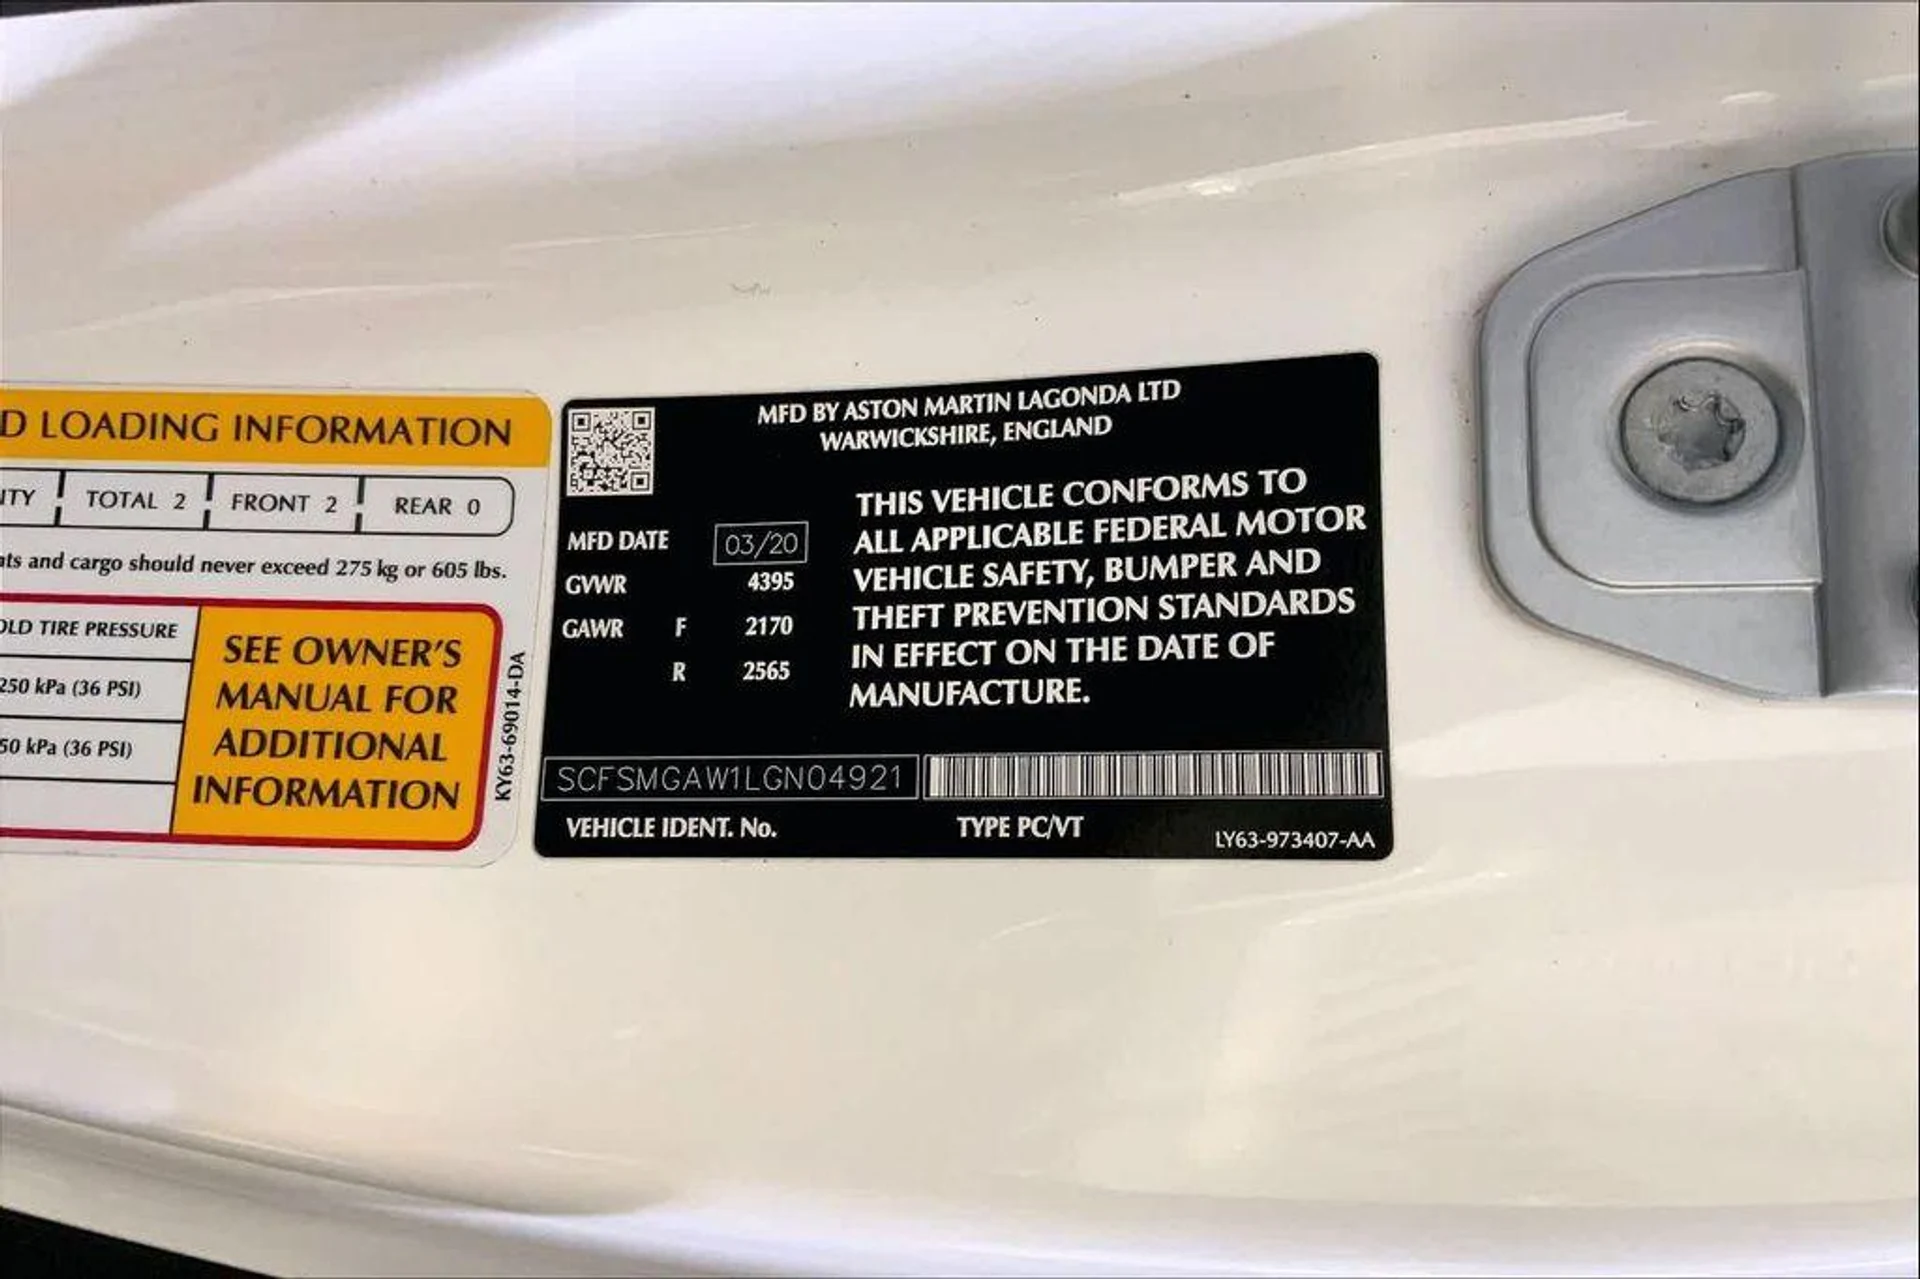 D LOADING INFORMATION
ITY TOTAL 2 FRONT 2 REAR 0
ts and cargo should never exceed 275 kg or 605 lbs.
OLD TIRE PRESSURE
250 kPa (36 PSI)
50 kPa (36 PSI)
SEE OWNER'S
MANUAL FOR
ADDITIONAL
INFORMATION
KY63-69014-DA
MFD BY ASTON MARTIN LAGONDA LTD
WARWICKSHIRE, ENGLAND
MFD DATE 03/20
GVWR 4395
GAWR F 2170
R 2565
THIS VEHICLE CONFORMS TO
ALL APPLICABLE FEDERAL MOTOR
VEHICLE SAFETY, BUMPER AND
THEFT PREVENTION STANDARDS
IN EFFECT ON THE DATE OF
MANUFACTURE.
SCFSMGAW1LGN04921
VEHICLE IDENT. No. TYPE PC/VT LY63-973407-AA